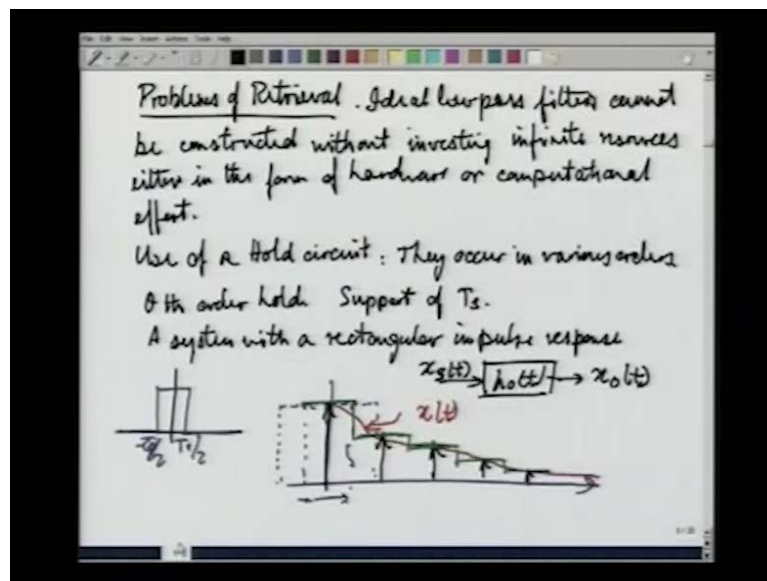 Problems of Retrieval. Ideal lowpass filters cannot
be constructed without investing infinite resources
either in the form of hardware or computational
effort.
Use of a Hold circuit : They occur in various orders
0th order hold. Support of Ts.
A system with a rectangular impulse response
xs(t) h0(t) x0(t)
x(t)
-Ts/2 Ts/2